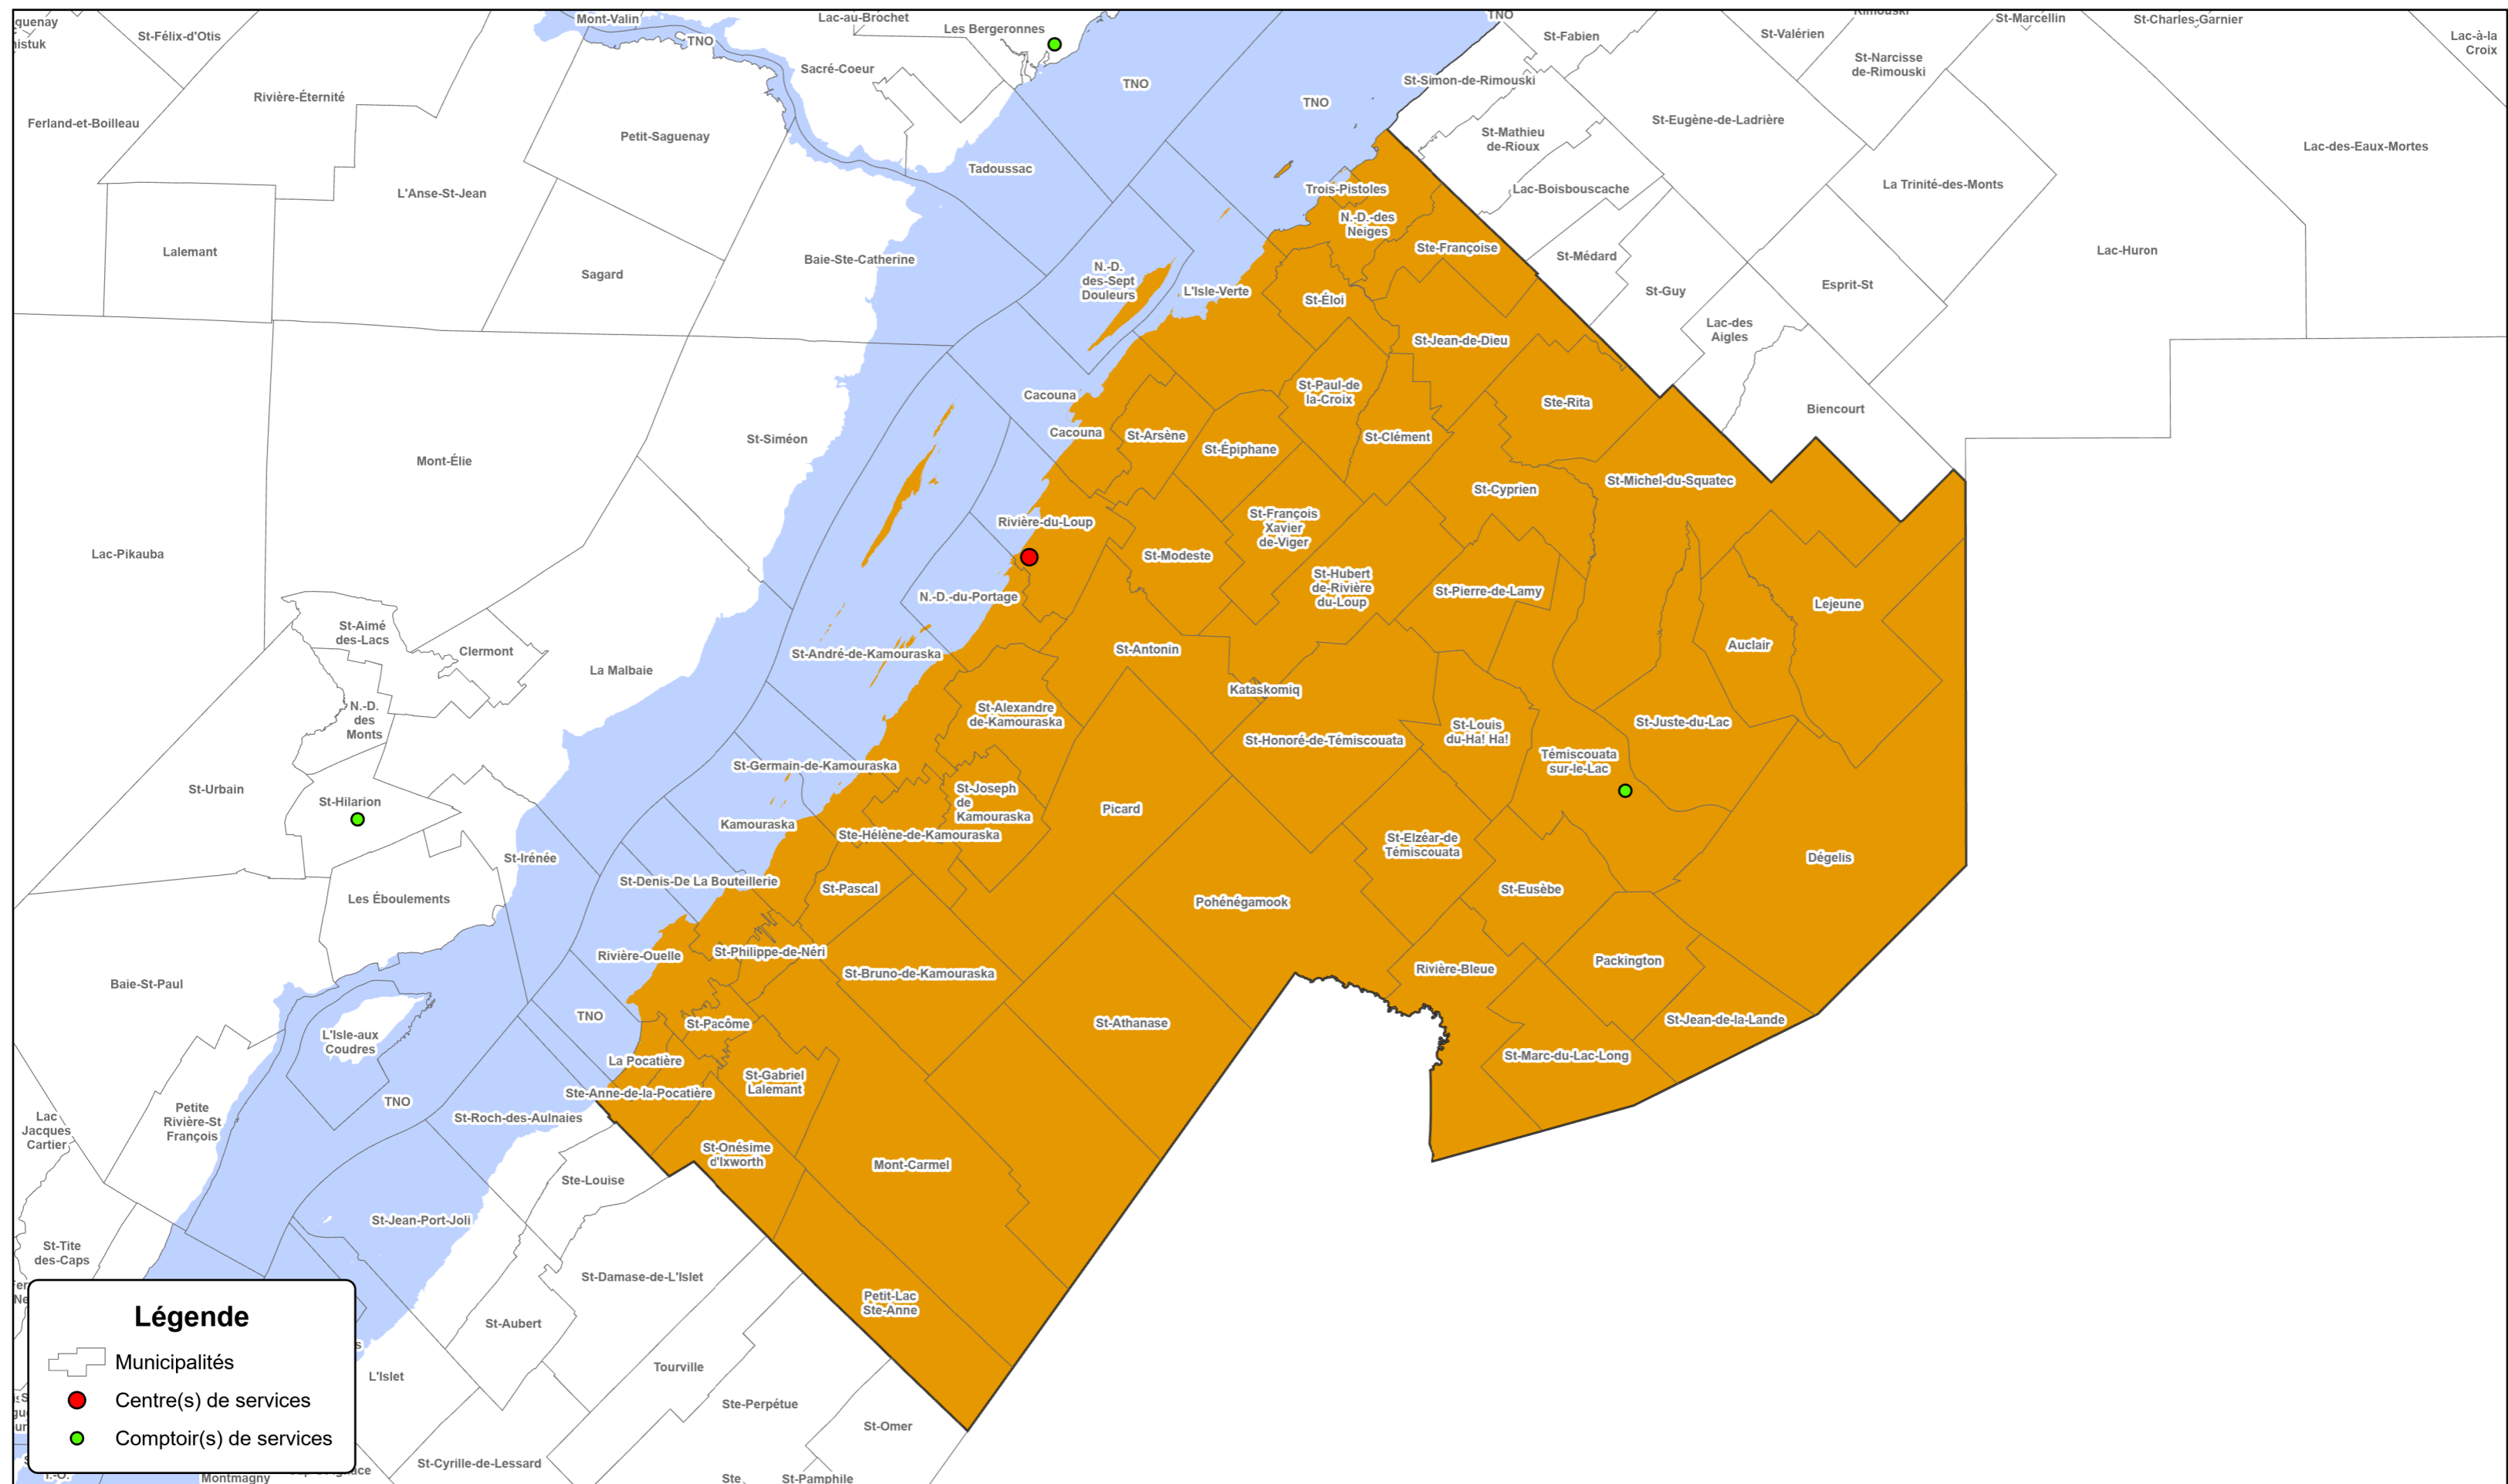 quenay
nistuk
St-Félix-d'Otis
Mont-Valin
TNO
Lac-au-Brochet
Les Bergeronnes
TNO
St-Fabien
Rimouski
St-Valérien
St-Marcellin
St-Charles-Garnier
Lac-à-la
Croix
St-Narcisse
de-Rimouski
Sacré-Coeur
TNO
TNO
St-Simon-de-Rimouski
Ferland-et-Boilleau
Rivière-Éternité
Petit-Saguenay
St-Mathieu
de-Rioux
St-Eugène-de-Ladrière
Lac-des-Eaux-Mortes
L'Anse-St-Jean
Tadoussac
Trois-Pistoles
Lac-Boisbouscache
La Trinité-des-Monts
N.-D.-des
Neiges
Ste-Françoise
Lalemant
Sagard
Baie-Ste-Catherine
N.-D.
des-Sept
Douleurs
L'Isle-Verte
St-Éloi
St-Médard
St-Guy
Esprit-St
Lac-Huron
Lac-des
Aigles
St-Jean-de-Dieu
St-Paul-de
la-Croix
Cacouna
Ste-Rita
Biencourt
Cacouna
St-Arsène
St-Épiphane
St-Clément
St-Siméon
Mont-Élie
St-Michel-du-Squatec
St-Cyprien
St-François
Xavier
de-Viger
Rivière-du-Loup
Lac-Pikauba
St-Modeste
St-Hubert
de-Rivière
du-Loup
St-Pierre-de-Lamy
Lejeune
N.-D.-du-Portage
St-Aimé
des-Lacs
Clermont
La Malbaie
St-André-de-Kamouraska
St-Antonin
Auclair
Kataskomiq
N.-D.
des
Monts
St-Alexandre
de-Kamouraska
St-Honoré-de-Témiscouata
St-Louis
du-Ha! Ha!
St-Juste-du-Lac
Témiscouata
sur-le-Lac
St-Germain-de-Kamouraska
St-Urbain
St-Hilarion
St-Joseph
de
Kamouraska
Picard
Kamouraska
Ste-Hélène-de-Kamouraska
St-Elzéar-de
Témiscouata
Dégelis
St-Irénée
St-Denis-De La Bouteillerie
St-Pascal
St-Eusèbe
Les Éboulements
Pohénégamook
Rivière-Ouelle
St-Philippe-de-Néri
St-Bruno-de-Kamouraska
Rivière-Bleue
Packington
Baie-St-Paul
TNO
St-Pacôme
St-Athanase
St-Jean-de-la-Lande
L'Isle-aux
Coudres
La Pocatière
St-Marc-du-Lac-Long
St-Gabriel
Lalemant
Ste-Anne-de-la-Pocatière
TNO
St-Roch-des-Aulnaies
Petite
Rivière-St
François
Lac
Jacques
Cartier
St-Onésime
d'Ixworth
Mont-Carmel
Ste-Louise
St-Jean-Port-Joli
St-Tite
des-Caps
St-Damase-de-L'Islet
Petit-Lac
Ste-Anne
St-Aubert
Tourville
L'Islet
Ste-Perpétue
St-Omer
St-Cyrille-de-Lessard
Ste
St-Pamphile
Montmagny
Légende
Municipalités
Centre(s) de services
Comptoir(s) de services